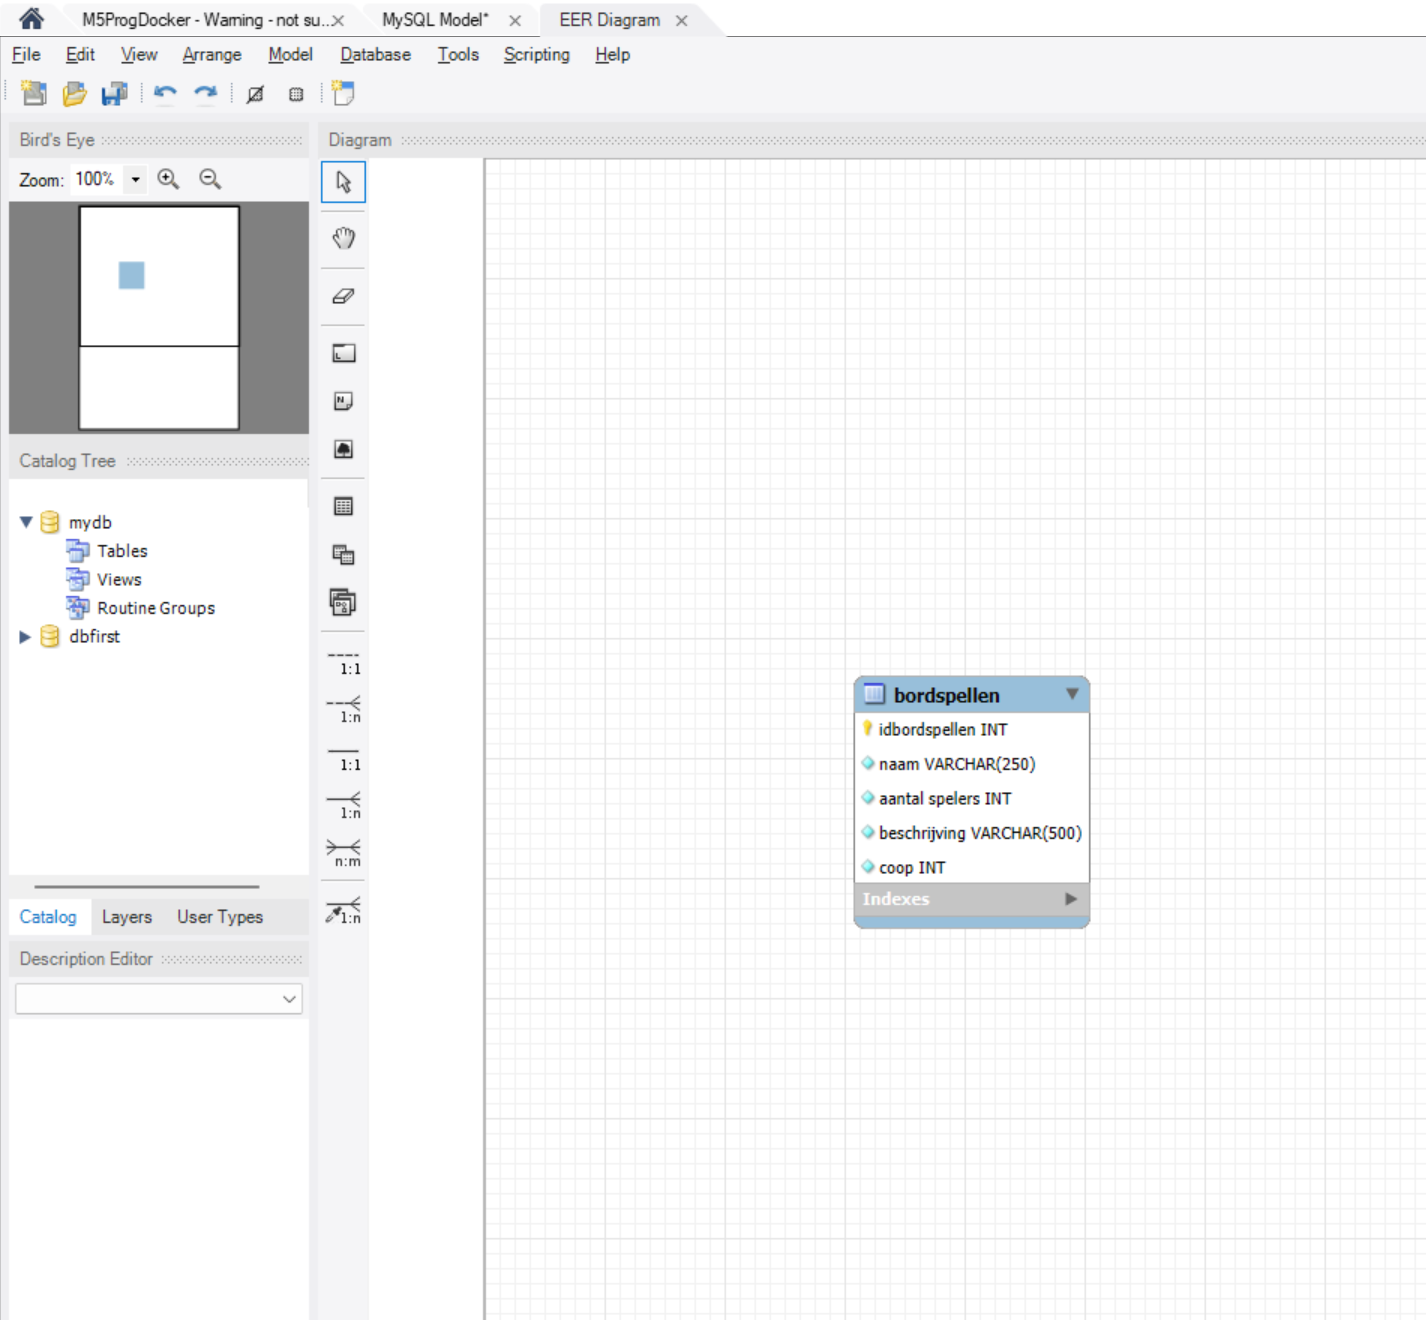 M5ProgDocker - Warning - not su...
MySQL Model*
EER Diagram
File Edit View Arrange Model Database Tools Scripting Help
Bird's Eye
Diagram
Zoom: 100%
Catalog Tree
mydb
Tables
Views
Routine Groups
dbfirst
1:1
1:n
1:1
1:n
n:m
1:n
bordspellen
idbordspellen INT
naam VARCHAR(250)
aantal spelers INT
beschrijving VARCHAR(500)
coop INT
Indexes
Catalog Layers User Types
Description Editor